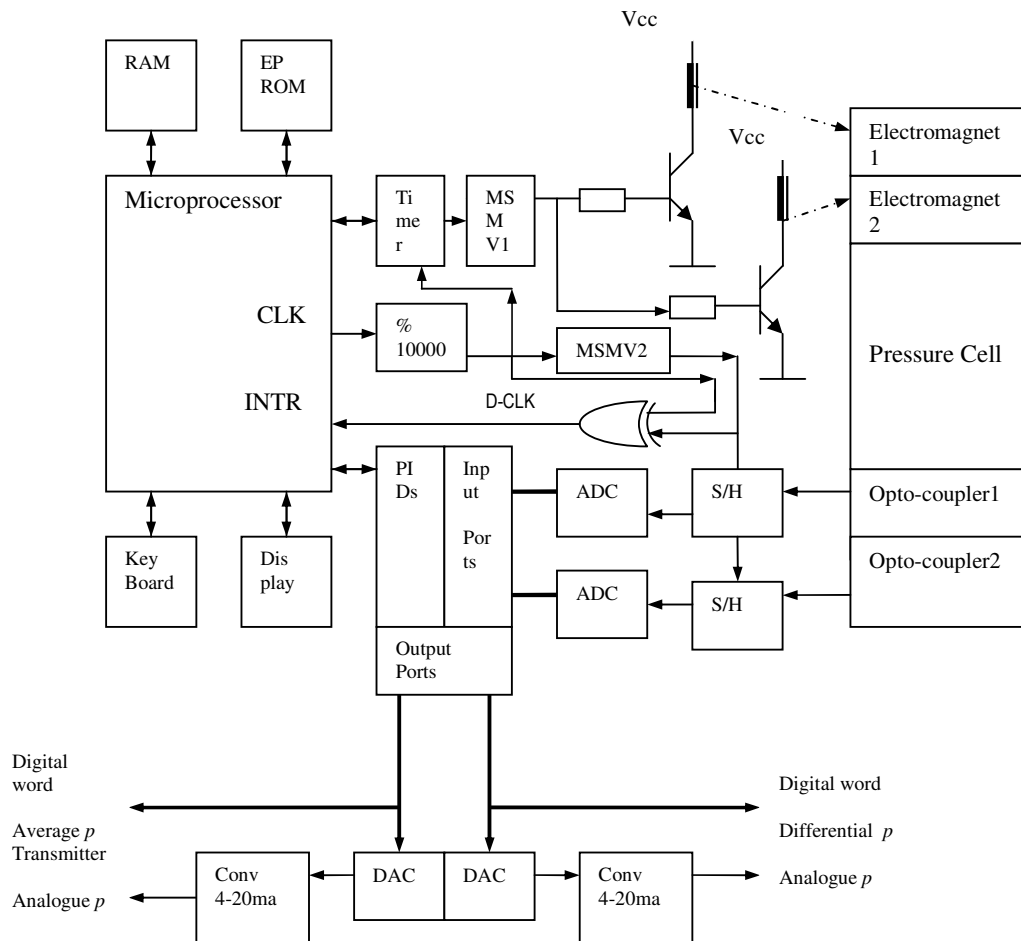 Vcc
RAM
EP
ROM
Vcc
Electromagnet
1
Microprocessor
Ti
mer
MS
M
V1
Electromagnet
2
CLK
%
10000
MSMV2
Pressure Cell
INTR
D-CLK
PI
Ds
Inp
ut
Por
ts
ADC
S/H
Opto-coupler1
Key
Board
Dis
play
ADC
S/H
Opto-coupler2
Output
Ports
Digital
word
Digital word
Average p
Transmitter
Differential p
Conv
4-20ma
DAC
DAC
Conv
4-20ma
Analogue p
Analogue p